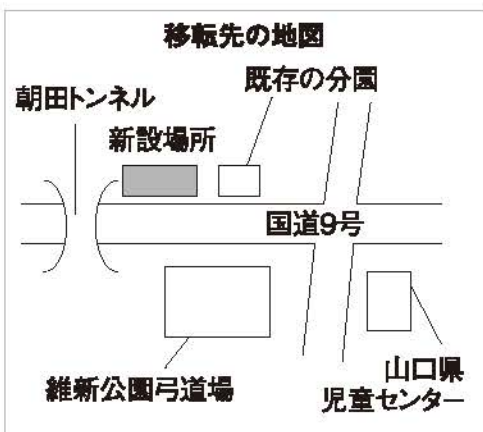 移転先の地図
既存の分園
朝田トンネル
新設場所
国道9号
維新公園弓道場
山口県
児童センター